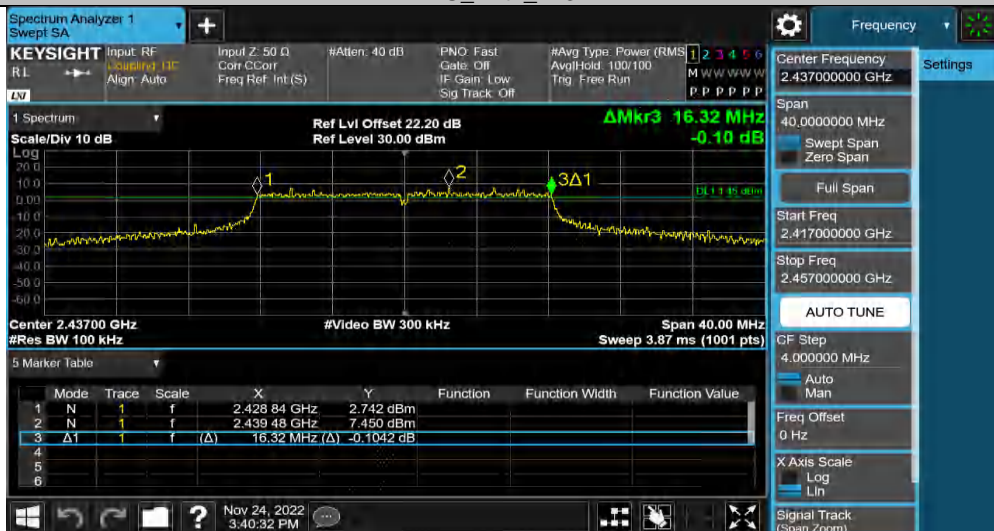 Spectrum Analyzer 1
Swept SA
+
Frequency
KEYSIGHT
Input: RF
Input Z: 50 Ω
#Atten: 40 dB
PNO: Fast
#Avg Type: Power (RMS
1 2 3 4 5 6
RL
Coupling: DC
Corr CCorr
Gate: Off
Avg|Hold: 100/100
M W W W W W
Align: Auto
Freq Ref: Int (S)
IF Gain: Low
Trig: Free Run
P P P P P P
LXI
Sig Track: Off
1 Spectrum
Ref Lvl Offset 22.20 dB
ΔMkr3 16.32 MHz
Scale/Div 10 dB
Ref Level 30.00 dBm
-0.10 dB
Log
20.0
10.0
0.00
-10.0
-20.0
-30.0
-40.0
-50.0
-60.0
1
2
3Δ1
DL1 1.45 dBm
Center 2.43700 GHz
#Video BW 300 kHz
Span 40.00 MHz
#Res BW 100 kHz
Sweep 3.87 ms (1001 pts)
5 Marker Table
Mode Trace Scale X Y Function Function Width Function Value
1 N 1 f 2.428 84 GHz 2.742 dBm
2 N 1 f 2.439 48 GHz 7.450 dBm
3 Δ1 1 f (Δ) 16.32 MHz (Δ) -0.1042 dB
4
5
6
?
Nov 24, 2022
3:40:32 PM
Center Frequency
2.437000000 GHz
Settings
Span
40.0000000 MHz
Swept Span
Zero Span
Full Span
Start Freq
2.417000000 GHz
Stop Freq
2.457000000 GHz
AUTO TUNE
CF Step
4.000000 MHz
Auto
Man
Freq Offset
0 Hz
X Axis Scale
Log
Lin
Signal Track
(Span Zoom)